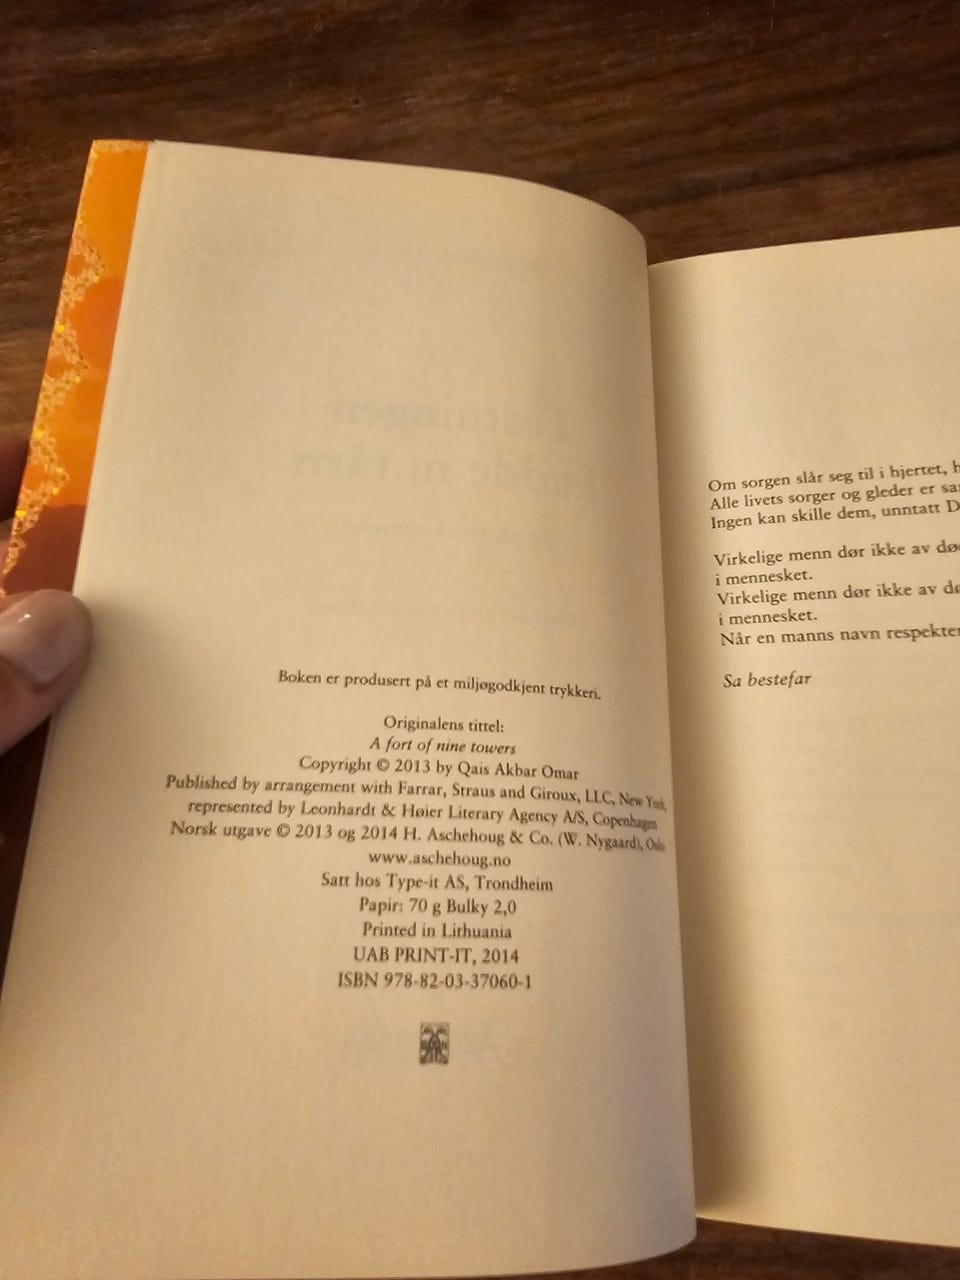 Boken er produsert på et miljøgodkjent trykkeri.
Originalens tittel:
A fort of nine towers
Copyright © 2013 by Qais Akbar Omar
Published by arrangement with Farrar, Straus and Giroux, LLC, New York,
represented by Leonhardt & Høier Literary Agency A/S, Copenhagen
Norsk utgave © 2013 og 2014 H. Aschehoug & Co. (W. Nygaard), Oslo
www.aschehoug.no
Satt hos Type-it AS, Trondheim
Papir: 70 g Bulky 2,0
Printed in Lithuania
UAB PRINT-IT, 2014
ISBN 978-82-03-37060-1
Om sorgen slår seg til i hjertet,
Alle livets sorger og gleder er
Ingen kan skille dem, unntatt
Virkelige menn dør ikke av
i mennesket.
Virkelige menn dør ikke av
i mennesket.
Når en manns navn
Sa bestefar